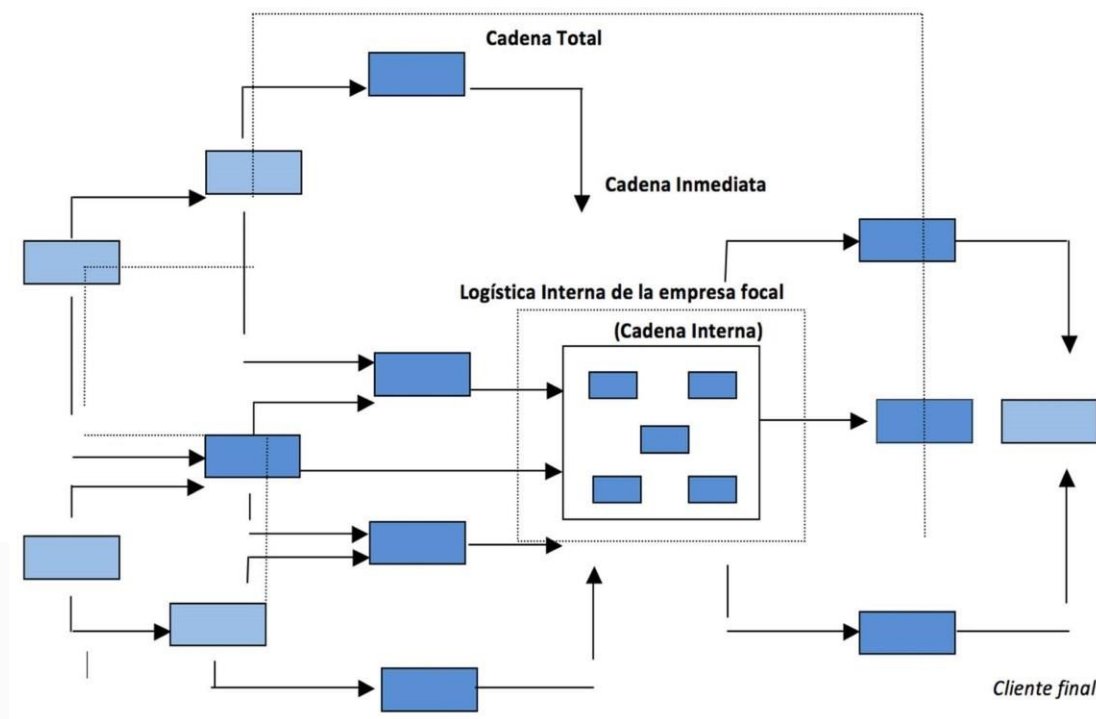 Cadena Total
Cadena Inmediata
Logística Interna de la empresa focal
(Cadena Interna)
Cliente final